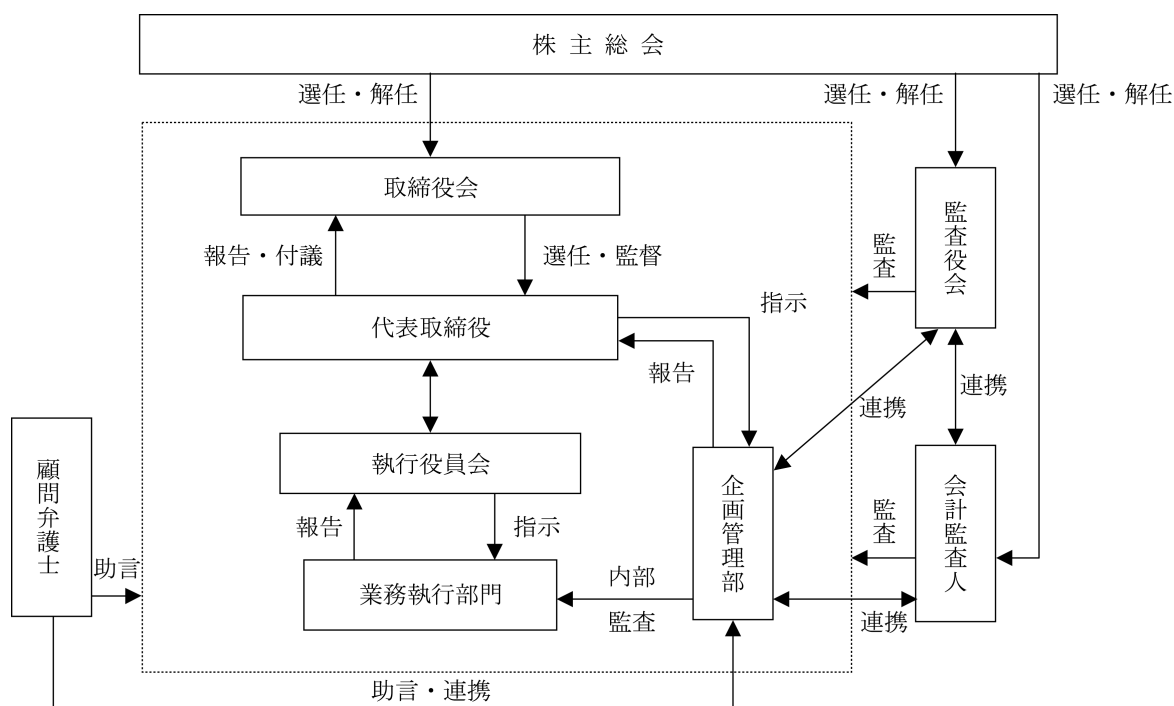 株主総会
選任・解任
選任・解任
選任・解任
取締役会
監査役会
報告・付議
選任・監督
監査
代表取締役
指示
報告
連携
連携
執行役員会
企画管理部
会計監査人
顧問弁護士
報告
指示
監査
助言
業務執行部門
内部
監査
連携
助言・連携